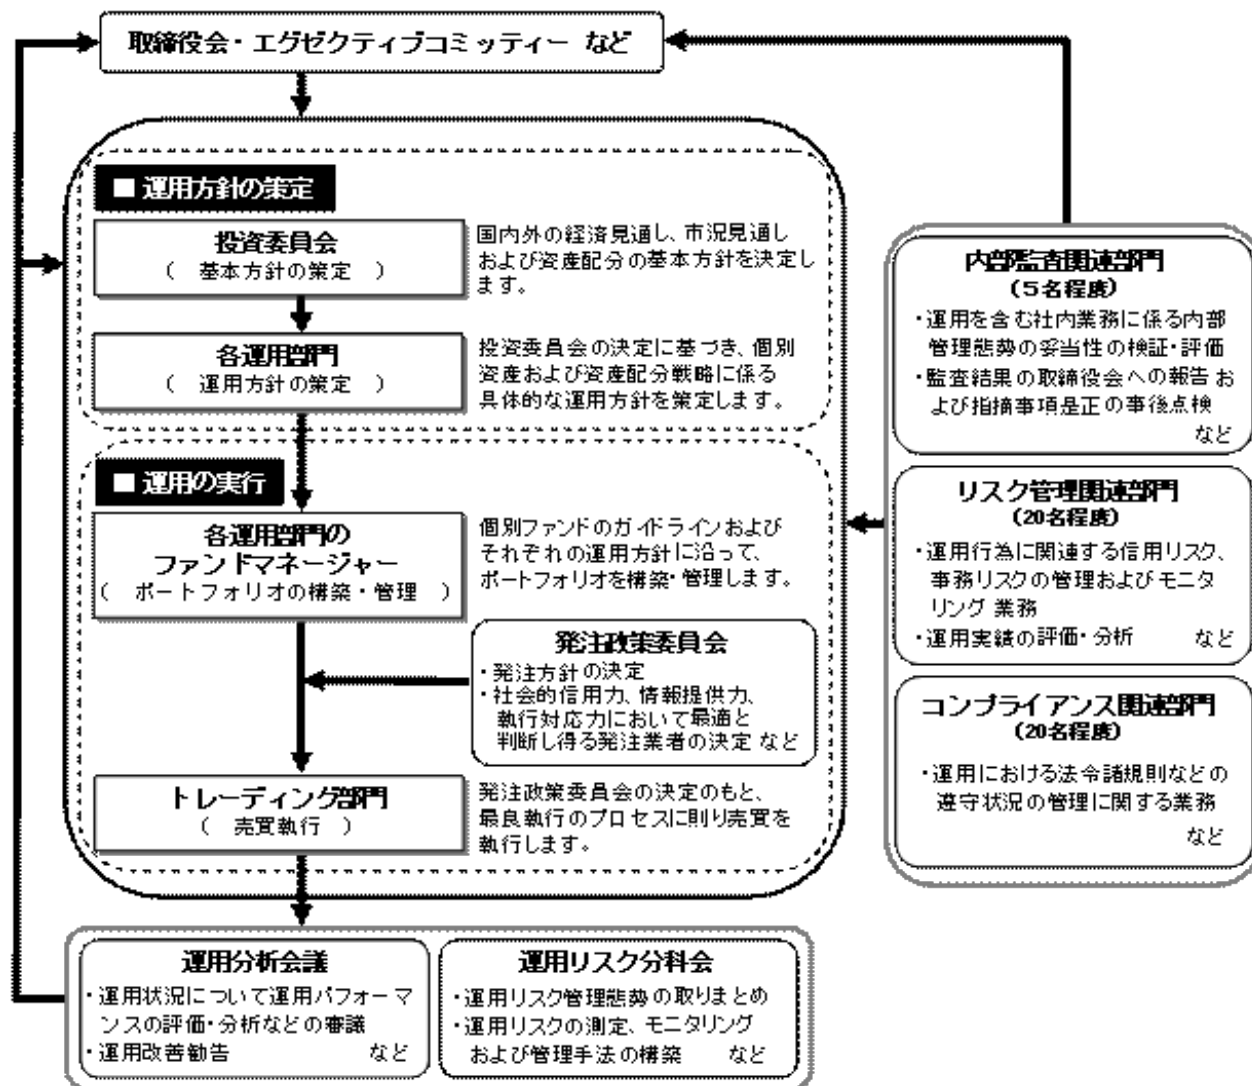 取締役会・エグゼクティブコミッティー など
■ 運用方針の策定
投資委員会
( 基本方針の策定 )
国内外の経済見通し、市況見通し
および資産配分の基本方針を決定し
ます。
各運用部門
( 運用方針の策定 )
投資委員会の決定に基づき、個別
資産および資産配分戦略に係る
具体的な運用方針を策定します。
■ 運用の実行
各運用部門の
ファンドマネージャー
( ポートフォリオの構築・管理 )
個別ファンドのガイドラインおよび
それぞれの運用方針に沿って、
ポートフォリオを構築・管理します。
発注政策委員会
・発注方針の決定
・社会的信用力、情報提供力、
執行対応力において最適と
判断し得る発注業者の決定 など
トレーディング部門
( 売買執行 )
発注政策委員会の決定のもと、
最良執行のプロセスに則り売買を
執行します。
運用分析会議
・運用状況について運用パフォーマ
ンスの評価・分析などの審議
・運用改善勧告 など
運用リスク分科会
・運用リスク管理態勢の取りまとめ
・運用リスクの測定、モニタリング
および管理手法の構築 など
内部監査関連部門
(5名程度)
・運用を含む社内業務に係る内部
管理態勢の妥当性の検証・評価
・監査結果の取締役会への報告 お
よび指摘事項是正の事後点検
など
リスク管理関連部門
(20名程度)
・運用行為に関連する信用リスク、
事務リスクの管理および モニタ
リング 業務
・運用実績の評価・分析 など
コンプライアンス関連部門
(20名程度)
・運用における法令諸規則などの
遵守状況の管理に関する業務
など